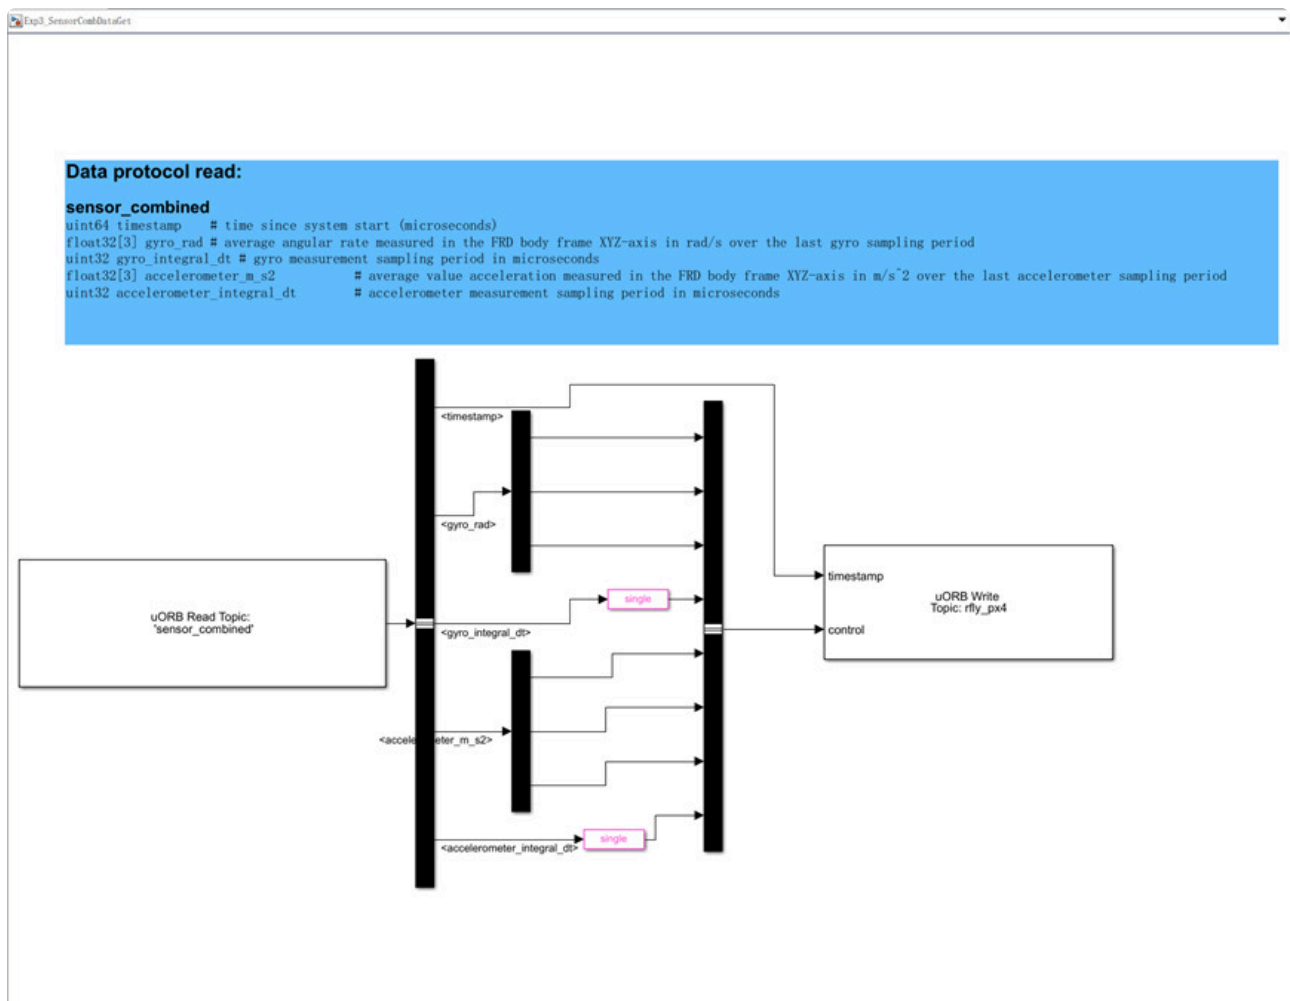 Exp3_SensorCombDataGet
Data protocol read:
sensor_combined
uint64 timestamp # time since system start (microseconds)
float32[3] gyro_rad # average angular rate measured in the FRD body frame XYZ-axis in rad/s over the last gyro sampling period
uint32 gyro_integral_dt # gyro measurement sampling period in microseconds
float32[3] accelerometer_m_s2 # average value acceleration measured in the FRD body frame XYZ-axis in m/s^2 over the last accelerometer sampling period
uint32 accelerometer_integral_dt # accelerometer measurement sampling period in microseconds
<timestamp>
<gyro_rad>
uORB Read Topic:
'sensor_combined'
single
<gyro_integral_dt>
timestamp
uORB Write
Topic: rfly_px4
control
<accelerometer_m_s2>
single
<accelerometer_integral_dt>